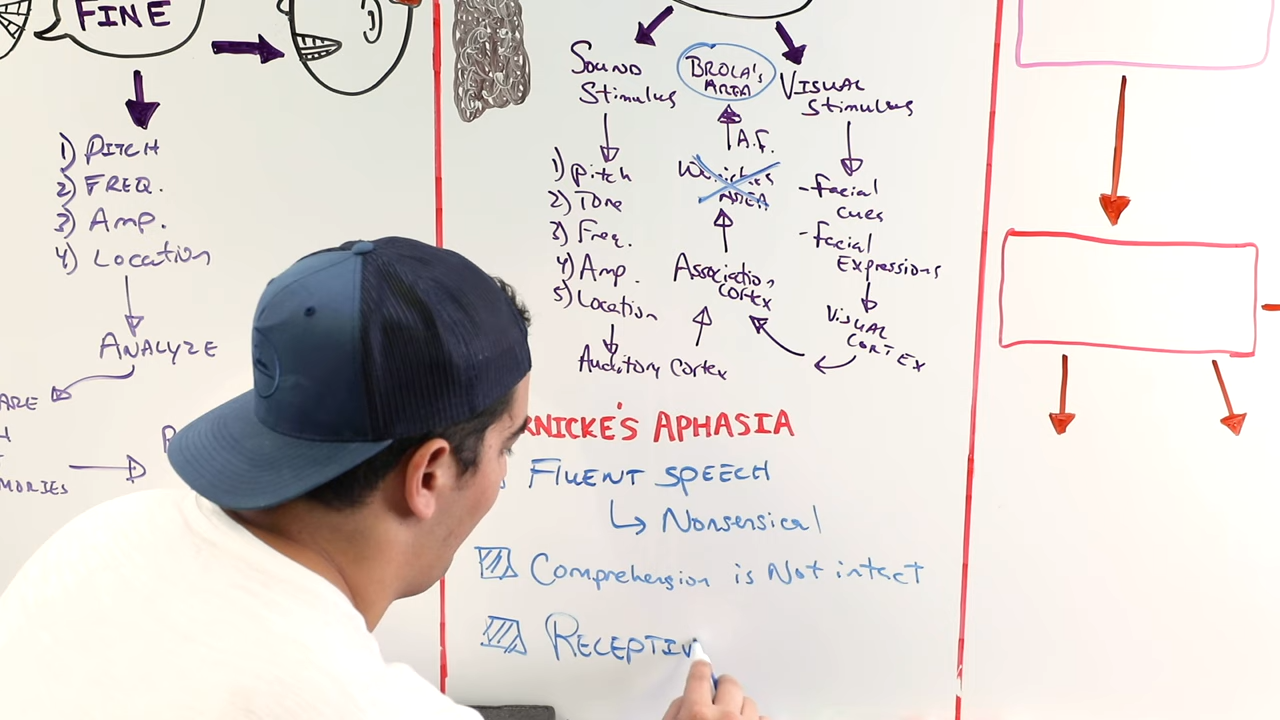 FINE
1) PITCH
2) FREQ.
3) Amp.
4) Location
ANALYZE
ARE
MORIES
Sound
Stimulus
BROCA's
AREA
VISUAL
Stimulus
A.F.
AREA
1) Pitch
2) Tone
3) Freq.
4) Amp.
5) Location
Auditory Cortex
Association
Cortex
- Facial
cues
- Facial
Expressions
VISUAL
CORTEX
RNICKE'S APHASIA
FLUENT SPEECH
Nonsensical
Comprehension is Not intact
RECEPTIV